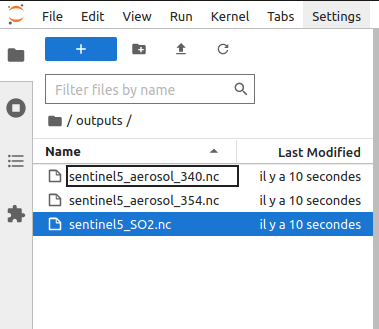 File Edit View Run Kernel Tabs Settings
+
Filter files by name
/ outputs /
Name Last Modified
sentinel5_aerosol_340.nc il y a 10 secondes
sentinel5_aerosol_354.nc il y a 10 secondes
sentinel5_SO2.nc il y a 10 secondes